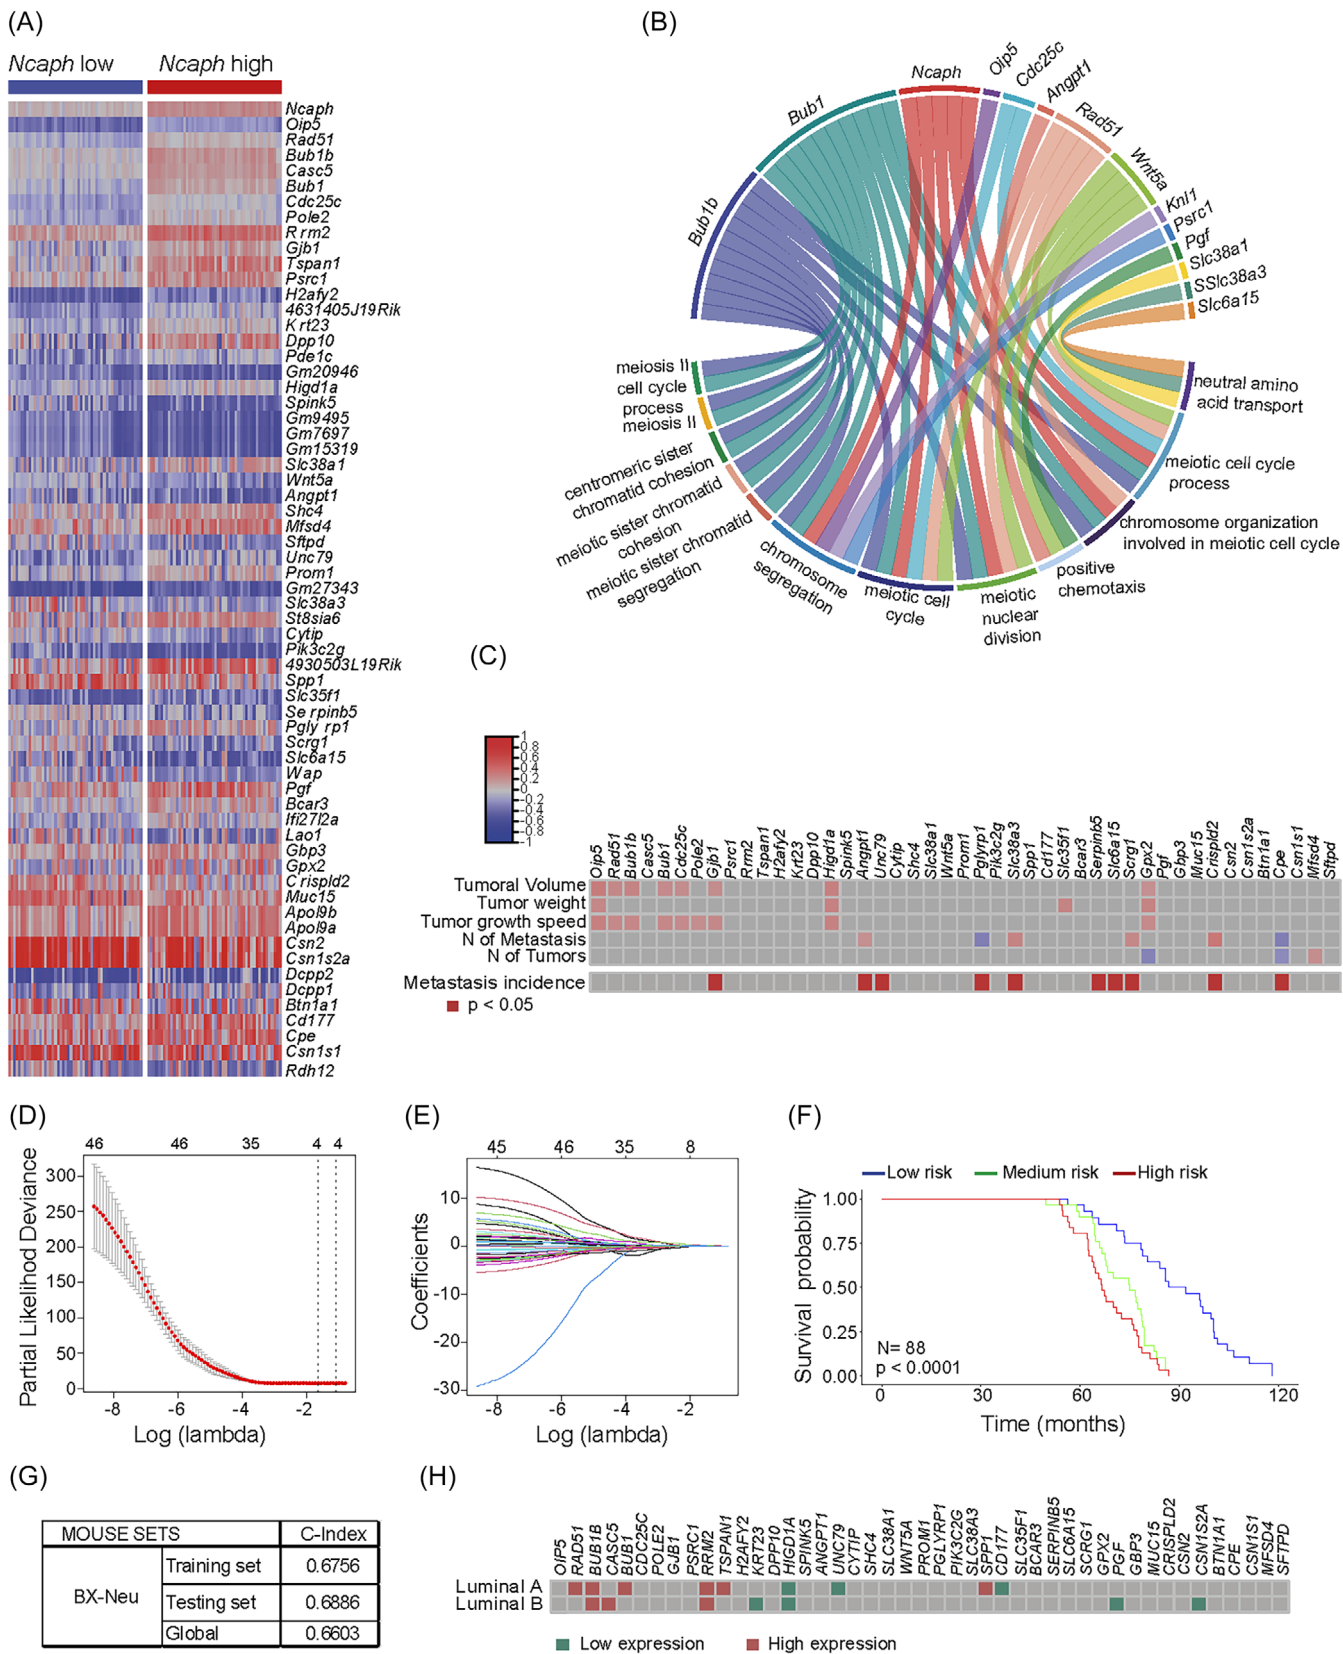 (A)
Ncaph low
Ncaph high
Ncaph
Oip5
Rad51
Bub1b
Casc5
Bub1
Cdc25c
Pole2
Rrm2
Gjb1
Tspan1
Psrc1
H2afy2
4631405J19Rik
Krt23
Dpp10
Pde1c
Gm20946
Higd1a
Spink5
Gm9495
Gm7697
Gm15319
Slc38a1
Wnt5a
Angpt1
Shc4
Mfsd4
Sftpd
Unc79
Prom1
Gm27343
Slc38a3
St8sia6
Cytip
Pik3c2g
4930503L19Rik
Spp1
Slc35f1
Serpinb5
Pglyrp1
Scrg1
Slc6a15
Wap
Pgf
Bcar3
Ifi27l2a
Lao1
Gbp3
Gpx2
Crispld2
Muc15
Apol9b
Apol9a
Csn2
Csn1s2a
Dcpp2
Dcpp1
Btn1a1
Cd177
Cpe
Csn1s1
Rdh12
(B)
Bub1b
Bub1
Ncaph
Oip5
Cdc25c
Angpt1
Rad51
Wnt5a
Knl1
Psrc1
Pgf
Slc38a1
SSlc38a3
Slc6a15
meiosis II
cell cycle
process
meiosis II
centromeric sister
chromatid cohesion
meiotic sister chromatid
cohesion
meiotic sister chromatid
segregation
chromosome
segregation
meiotic cell
cycle
meiotic
nuclear
division
positive
chemotaxis
chromosome organization
involved in meiotic cell cycle
meiotic cell cycle
process
neutral amino
acid transport
(C)
1
0.8
0.6
0.4
0.2
0
-0.2
-0.4
-0.6
-0.8
-1
Oip5
Rad51
Bub1b
Casc5
Bub1
Cdc25c
Pole2
Gjb1
Psrc1
Rrm2
Tspan1
H2afy2
Krt23
Dpp10
Higd1a
Spink5
Angpt1
Unc79
Cytip
Shc4
Slc38a1
Wnt5a
Prom1
Pglyrp1
Pik3c2g
Slc38a3
Spp1
Cd177
Slc35f1
Bcar3
Serpinb5
Slc6a15
Scrg1
Gpx2
Pgf
Gbp3
Muc15
Crispld2
Csn2
Csn1s2a
Btn1a1
Cpe
Csn1s1
Mfsd4
Sftpd
Tumoral Volume
Tumor weight
Tumor growth speed
N of Metastasis
N of Tumors
Metastasis incidence
p < 0.05
(D)
46 46 35 4 4
Partial Likelihod Deviance
300
250
200
150
100
50
0
-8 -6 -4 -2
Log (lambda)
(E)
45 46 35 8
Coefficients
10
0
-10
-20
-30
-8 -6 -4 -2
Log (lambda)
(F)
Low risk Medium risk High risk
Survival probability
1.00
0.75
0.50
0.25
0.00
N= 88
p < 0.0001
0 30 60 90 120
Time (months)
(G)
MOUSE SETS C-Index
BX-Neu
Training set 0.6756
Testing set 0.6886
Global 0.6603
(H)
OIP5
RAD51
BUB1B
CASC5
BUB1
CDC25C
POLE2
GJB1
PSRC1
RRM2
TSPAN1
H2AFY2
KRT23
DPP10
HIGD1A
SPINK5
ANGPT1
UNC79
CYTIP
SHC4
SLC38A1
WNT5A
PROM1
PGLYRP1
PIK3C2G
SLC38A3
SPP1
CD177
SLC35F1
BCAR3
SERPINB5
SLC6A15
SCRG1
GPX2
PGF
GBP3
MUC15
CRISPLD2
CSN2
CSN1S2A
BTN1A1
CPE
CSN1S1
MFSD4
SFTPD
Luminal A
Luminal B
Low expression High expression